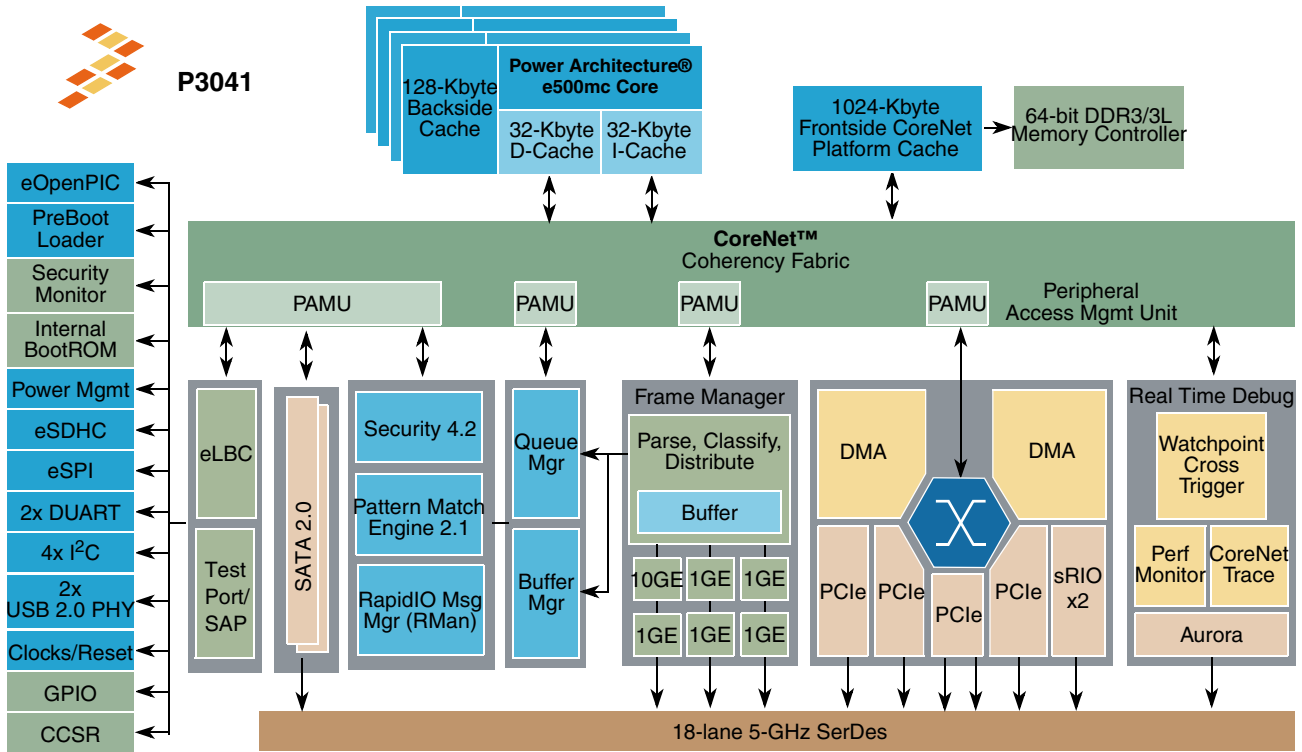 P3041
128-Kbyte
Backside
Cache
Power Architecture®
e500mc Core
32-Kbyte
D-Cache
32-Kbyte
I-Cache
1024-Kbyte
Frontside CoreNet
Platform Cache
64-bit DDR3/3L
Memory Controller
eOpenPIC
PreBoot
Loader
Security
Monitor
Internal
BootROM
Power Mgmt
eSDHC
eSPI
2x DUART
4x I²C
2x
USB 2.0 PHY
Clocks/Reset
GPIO
CCSR
CoreNet™
Coherency Fabric
PAMU
PAMU
PAMU
PAMU
Peripheral
Access Mgmt Unit
eLBC
Test
Port/
SAP
SATA 2.0
Security 4.2
Pattern Match
Engine 2.1
RapidIO Msg
Mgr (RMan)
Queue
Mgr
Buffer
Mgr
Frame Manager
Parse, Classify,
Distribute
Buffer
10GE
1GE
1GE
1GE
1GE
1GE
DMA
DMA
PCIe
PCIe
PCIe
PCIe
sRIO
x2
Real Time Debug
Watchpoint
Cross
Trigger
Perf
Monitor
CoreNet
Trace
Aurora
18-lane 5-GHz SerDes